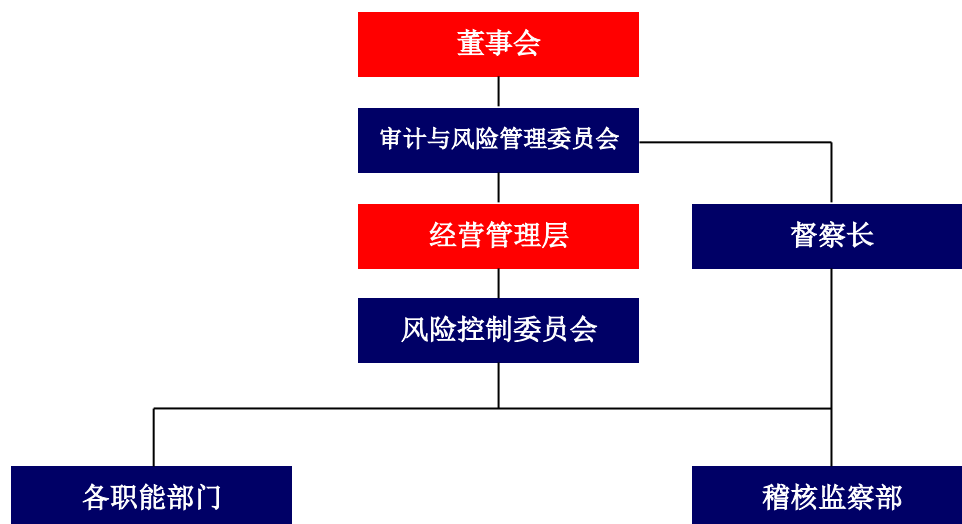 董事会
审计与风险管理委员会
经营管理层
督察长
风险控制委员会
各职能部门
稽核监察部